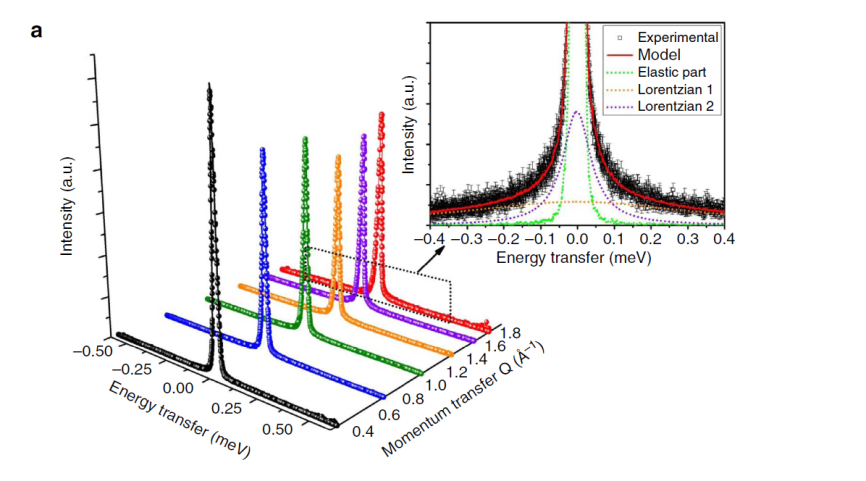 a
Intensity (a.u.)
−0.50
−0.25
0.00
0.25
0.50
Energy transfer (meV)
0.4
0.6
0.8
1.0
1.2
1.4
1.6
1.8
Momentum transfer Q (Å⁻¹)
Intensity (a.u.)
Experimental
Model
Elastic part
Lorentzian 1
Lorentzian 2
−0.4 −0.3 −0.2 −0.1 0.0 0.1 0.2 0.3 0.4
Energy transfer (meV)